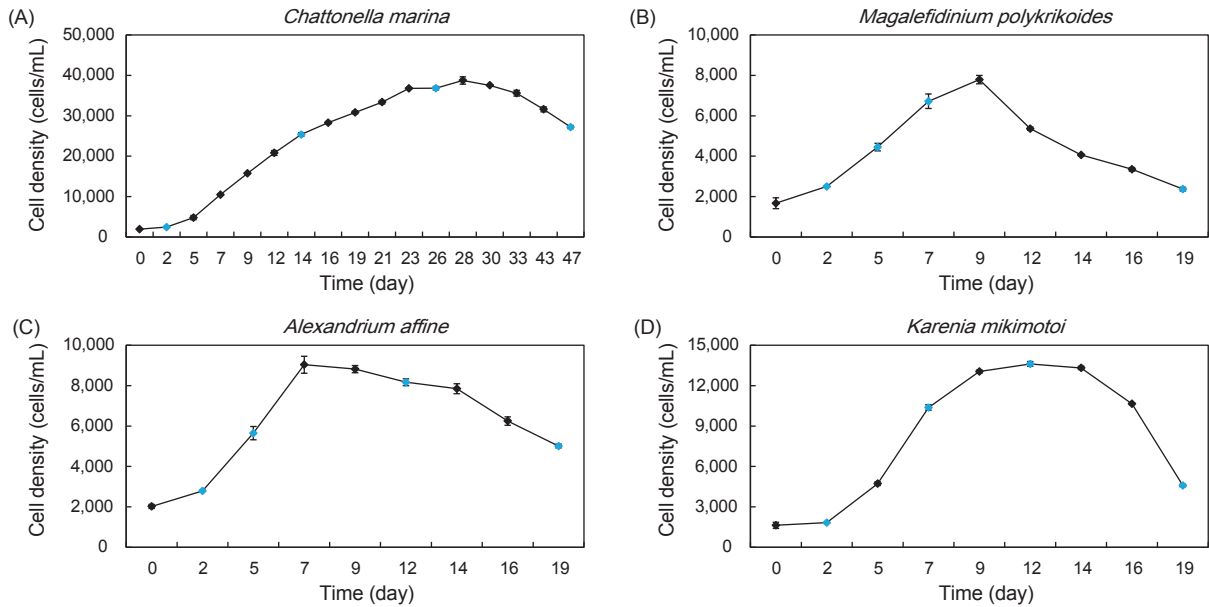 (A)
Chattonella marina
50,000
40,000
30,000
20,000
10,000
0
Cell density (cells/mL)
0 2 5 7 9 12 14 16 19 21 23 26 28 30 33 43 47
Time (day)
(B)
Magalefidinium polykrikoides
10,000
8,000
6,000
4,000
2,000
0
Cell density (cells/mL)
0 2 5 7 9 12 14 16 19
Time (day)
(C)
Alexandrium affine
10,000
8,000
6,000
4,000
2,000
0
Cell density (cells/mL)
0 2 5 7 9 12 14 16 19
Time (day)
(D)
Karenia mikimotoi
15,000
12,000
9,000
6,000
3,000
0
Cell density (cells/mL)
0 2 5 7 9 12 14 16 19
Time (day)